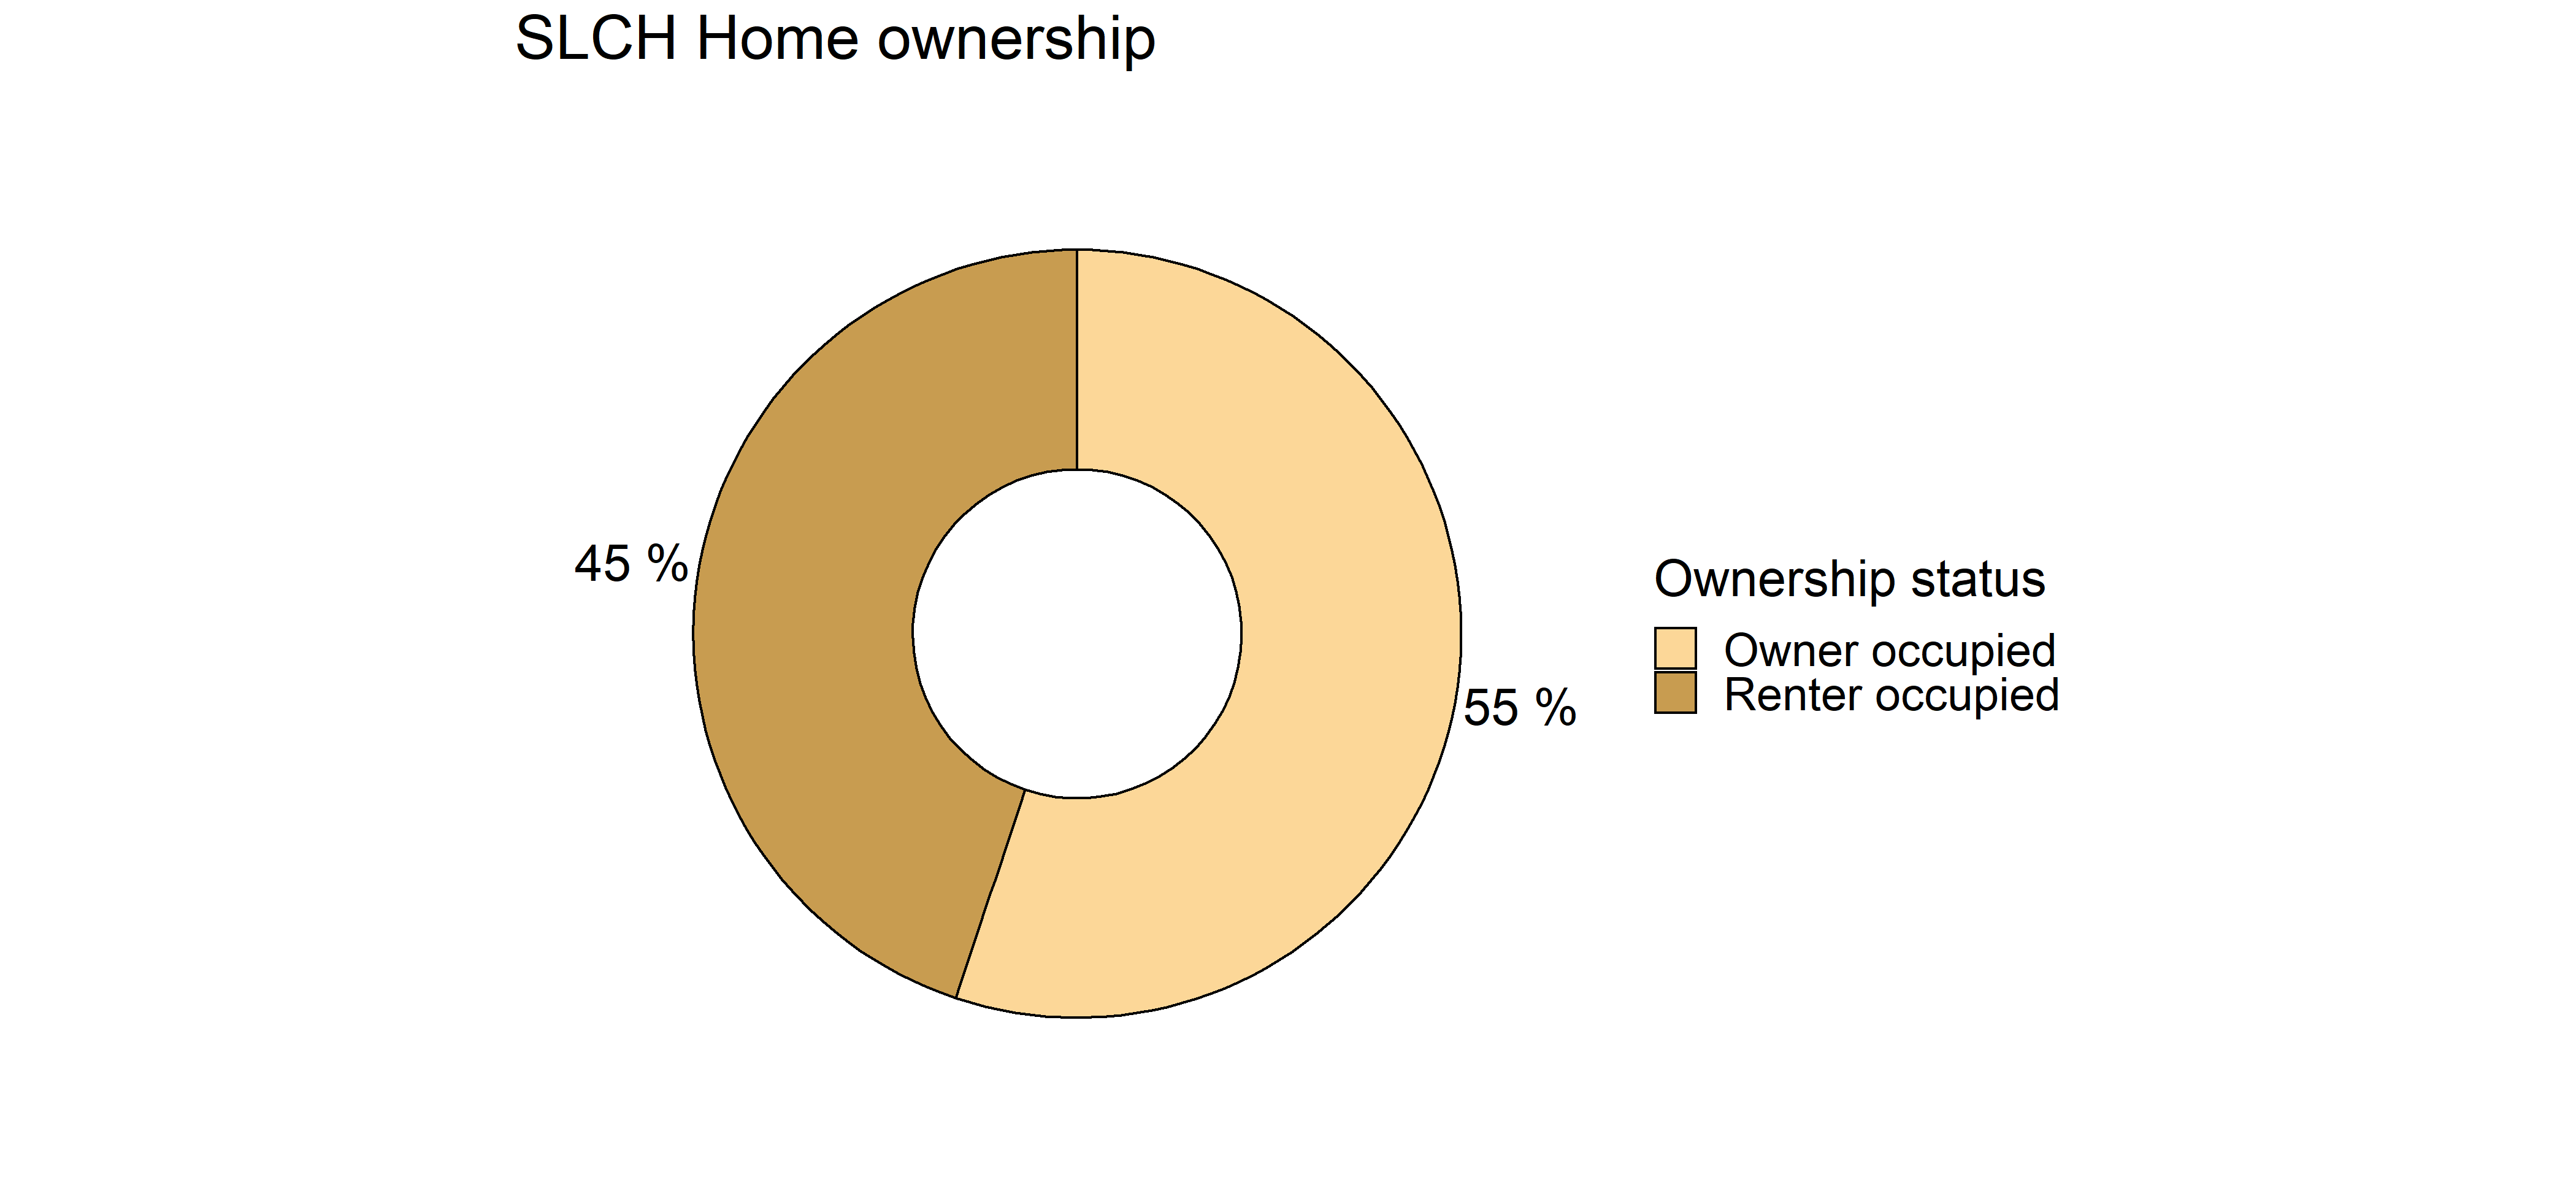 SLCH Home ownership
45 %
55 %
Ownership status
Owner occupied
Renter occupied